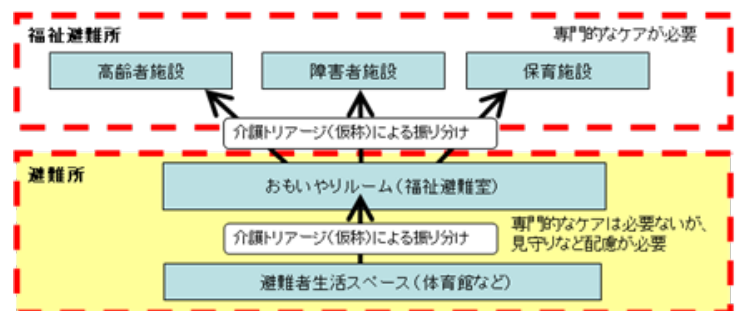 福祉避難所
専門的なケアが必要
高齢者施設
障害者施設
保育施設
介護トリアージ(仮称)による振り分け
避難所
おもいやりルーム(福祉避難室)
介護トリアージ(仮称)による振り分け
専門的なケアは必要ないが、
見守りなど配慮が必要
避難者生活スペース(体育館など)